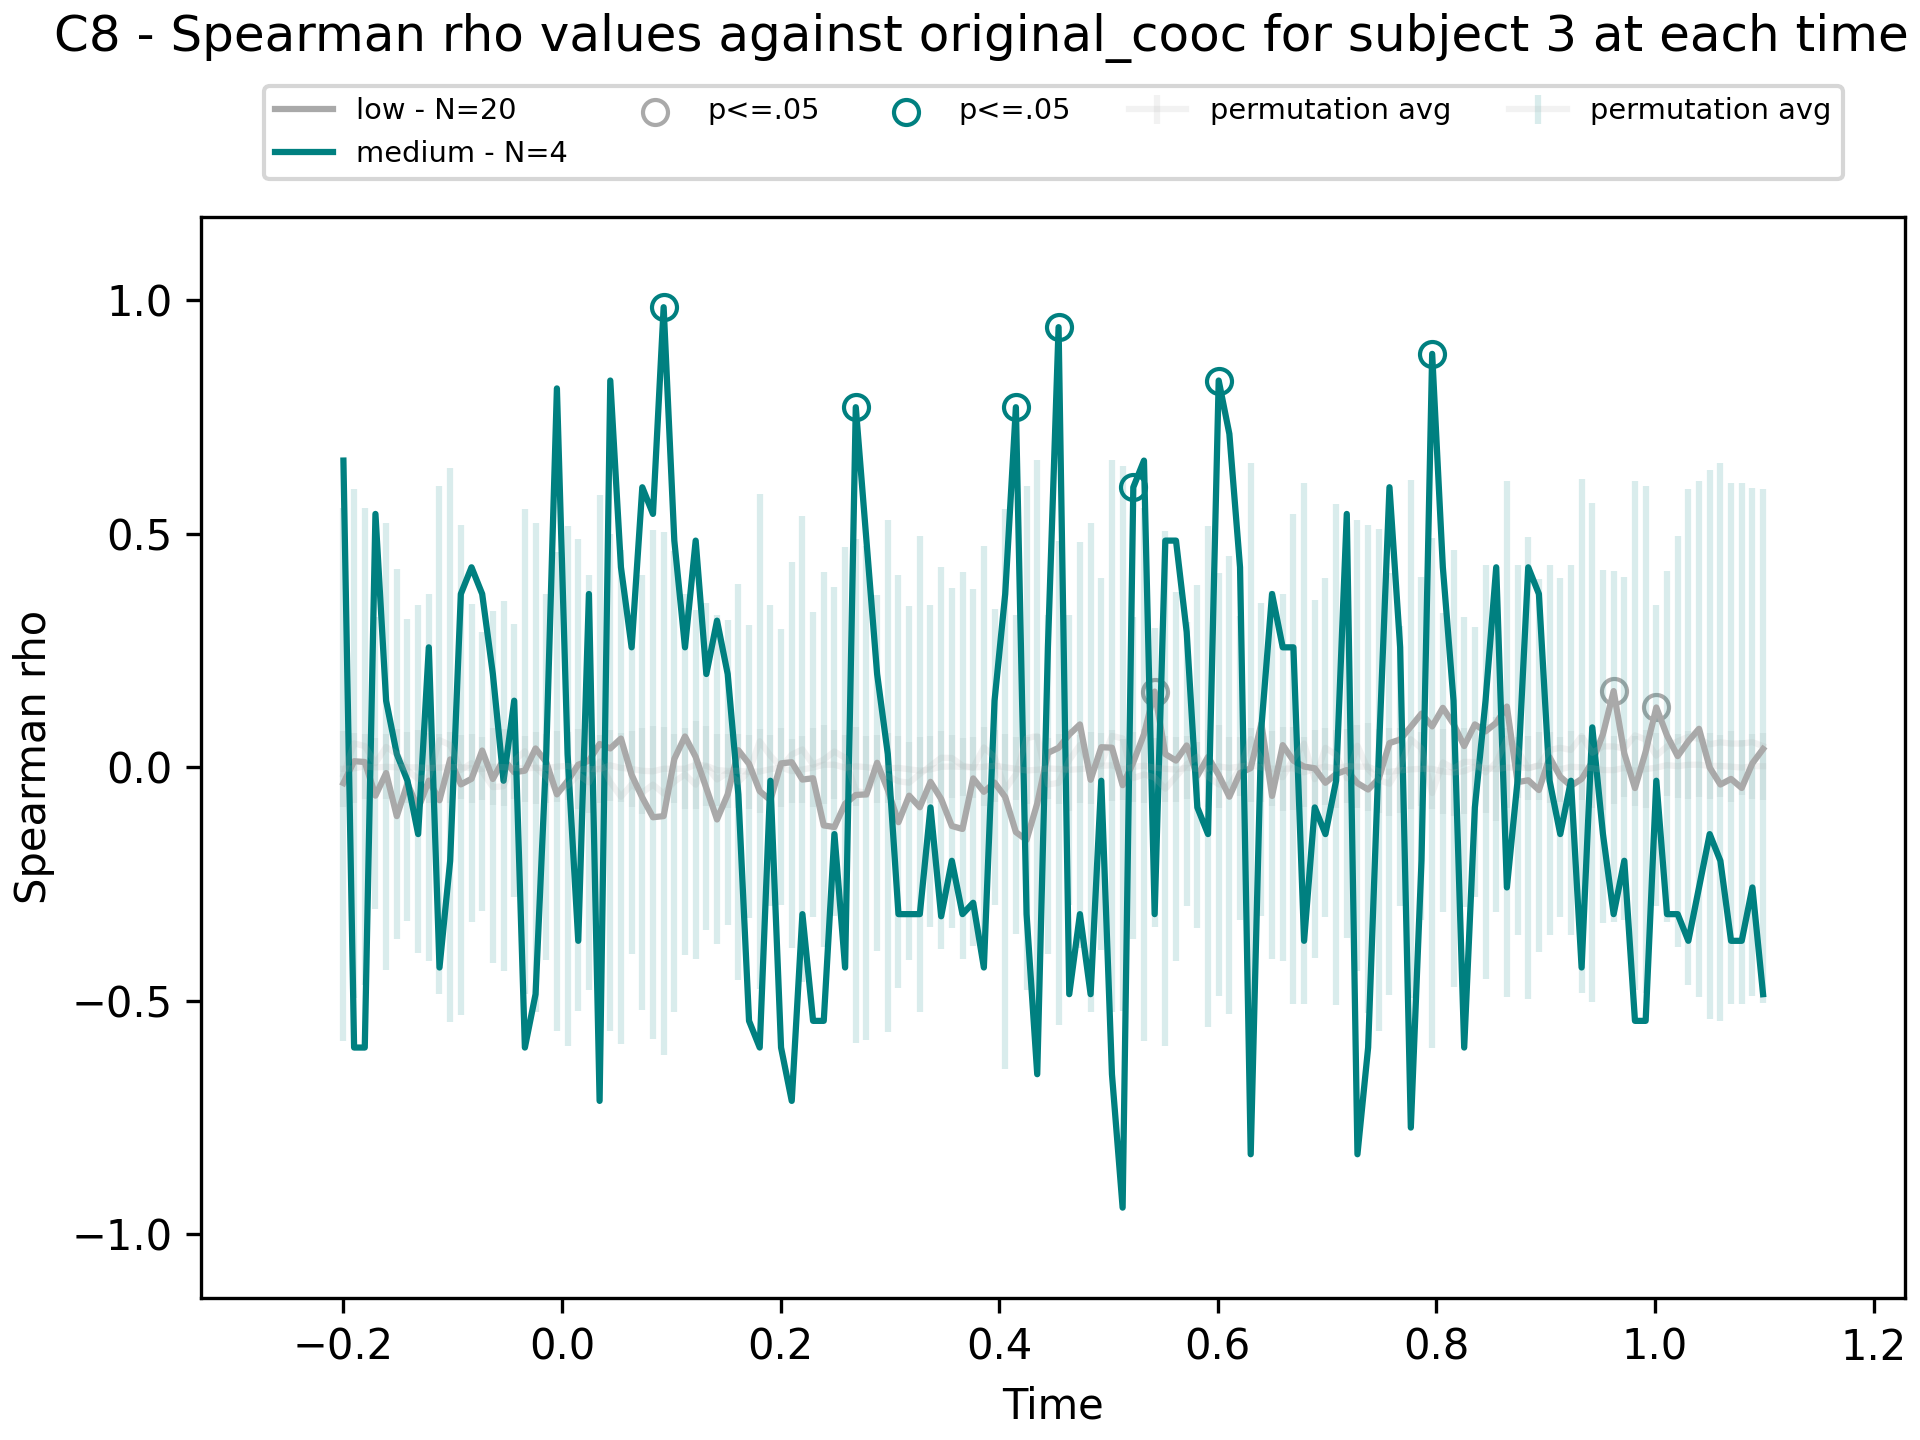 C8 - Spearman rho values against original_cooc for subject 3 at each time
low - N=20 p<=.05 p<=.05 permutation avg permutation avg
medium - N=4
1.0
0.5
0.0
−0.5
−1.0
Spearman rho
−0.2 0.0 0.2 0.4 0.6 0.8 1.0 1.2
Time